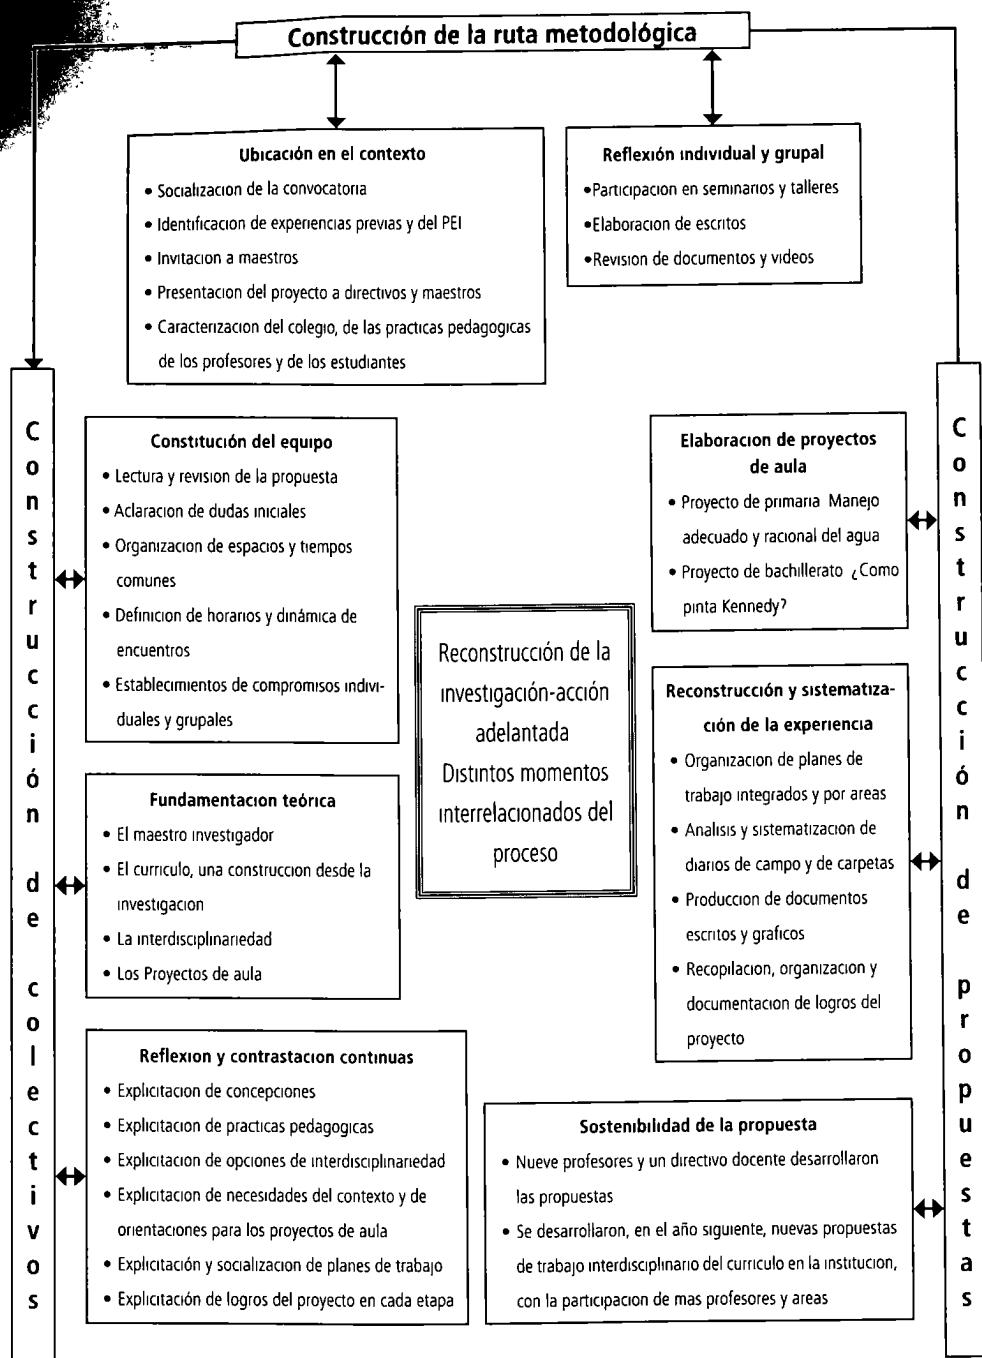 Construcción de la ruta metodológica
Ubicación en el contexto
• Socializacion de la convocatoria
• Identificacion de experiencias previas y del PEI
• Invitacion a maestros
• Presentacion del proyecto a directivos y maestros
• Caracterizacion del colegio, de las practicas pedagogicas
de los profesores y de los estudiantes
Reflexión individual y grupal
•Participacion en seminarios y talleres
•Elaboracion de escritos
•Revision de documentos y videos
Construcción de colectivos
Constitución del equipo
• Lectura y revision de la propuesta
• Aclaracion de dudas iniciales
• Organizacion de espacios y tiempos
comunes
• Definicion de horarios y dinámica de
encuentros
• Establecimientos de compromisos indivi-
duales y grupales
Fundamentacion teórica
• El maestro investigador
• El curriculo, una construccion desde la
investigacion
• La interdisciplinariedad
• Los Proyectos de aula
Reflexion y contrastacion continuas
• Explicitacion de concepciones
• Explicitacion de practicas pedagogicas
• Explicitacion de opciones de interdisciplinariedad
• Explicitacion de necesidades del contexto y de
orientaciones para los proyectos de aula
• Explicitación y socializacion de planes de trabajo
• Explicitación de logros del proyecto en cada etapa
Reconstrucción de la
investigación-acción
adelantada
Distintos momentos
interrelacionados del
proceso
Elaboracion de proyectos
de aula
• Proyecto de primaria Manejo
adecuado y racional del agua
• Proyecto de bachillerato ¿Como
pinta Kennedy?
Reconstrucción y sistematiza-
ción de la experiencia
• Organizacion de planes de
trabajo integrados y por areas
• Analisis y sistematizacion de
diarios de campo y de carpetas
• Produccion de documentos
escritos y graficos
• Recopilacion, organizacion y
documentacion de logros del
proyecto
Sostenibilidad de la propuesta
• Nueve profesores y un directivo docente desarrollaron
las propuestas
• Se desarrollaron, en el año siguiente, nuevas propuestas
de trabajo interdisciplinario del curriculo en la institucion,
con la participacion de mas profesores y areas
Construcción de propuestas